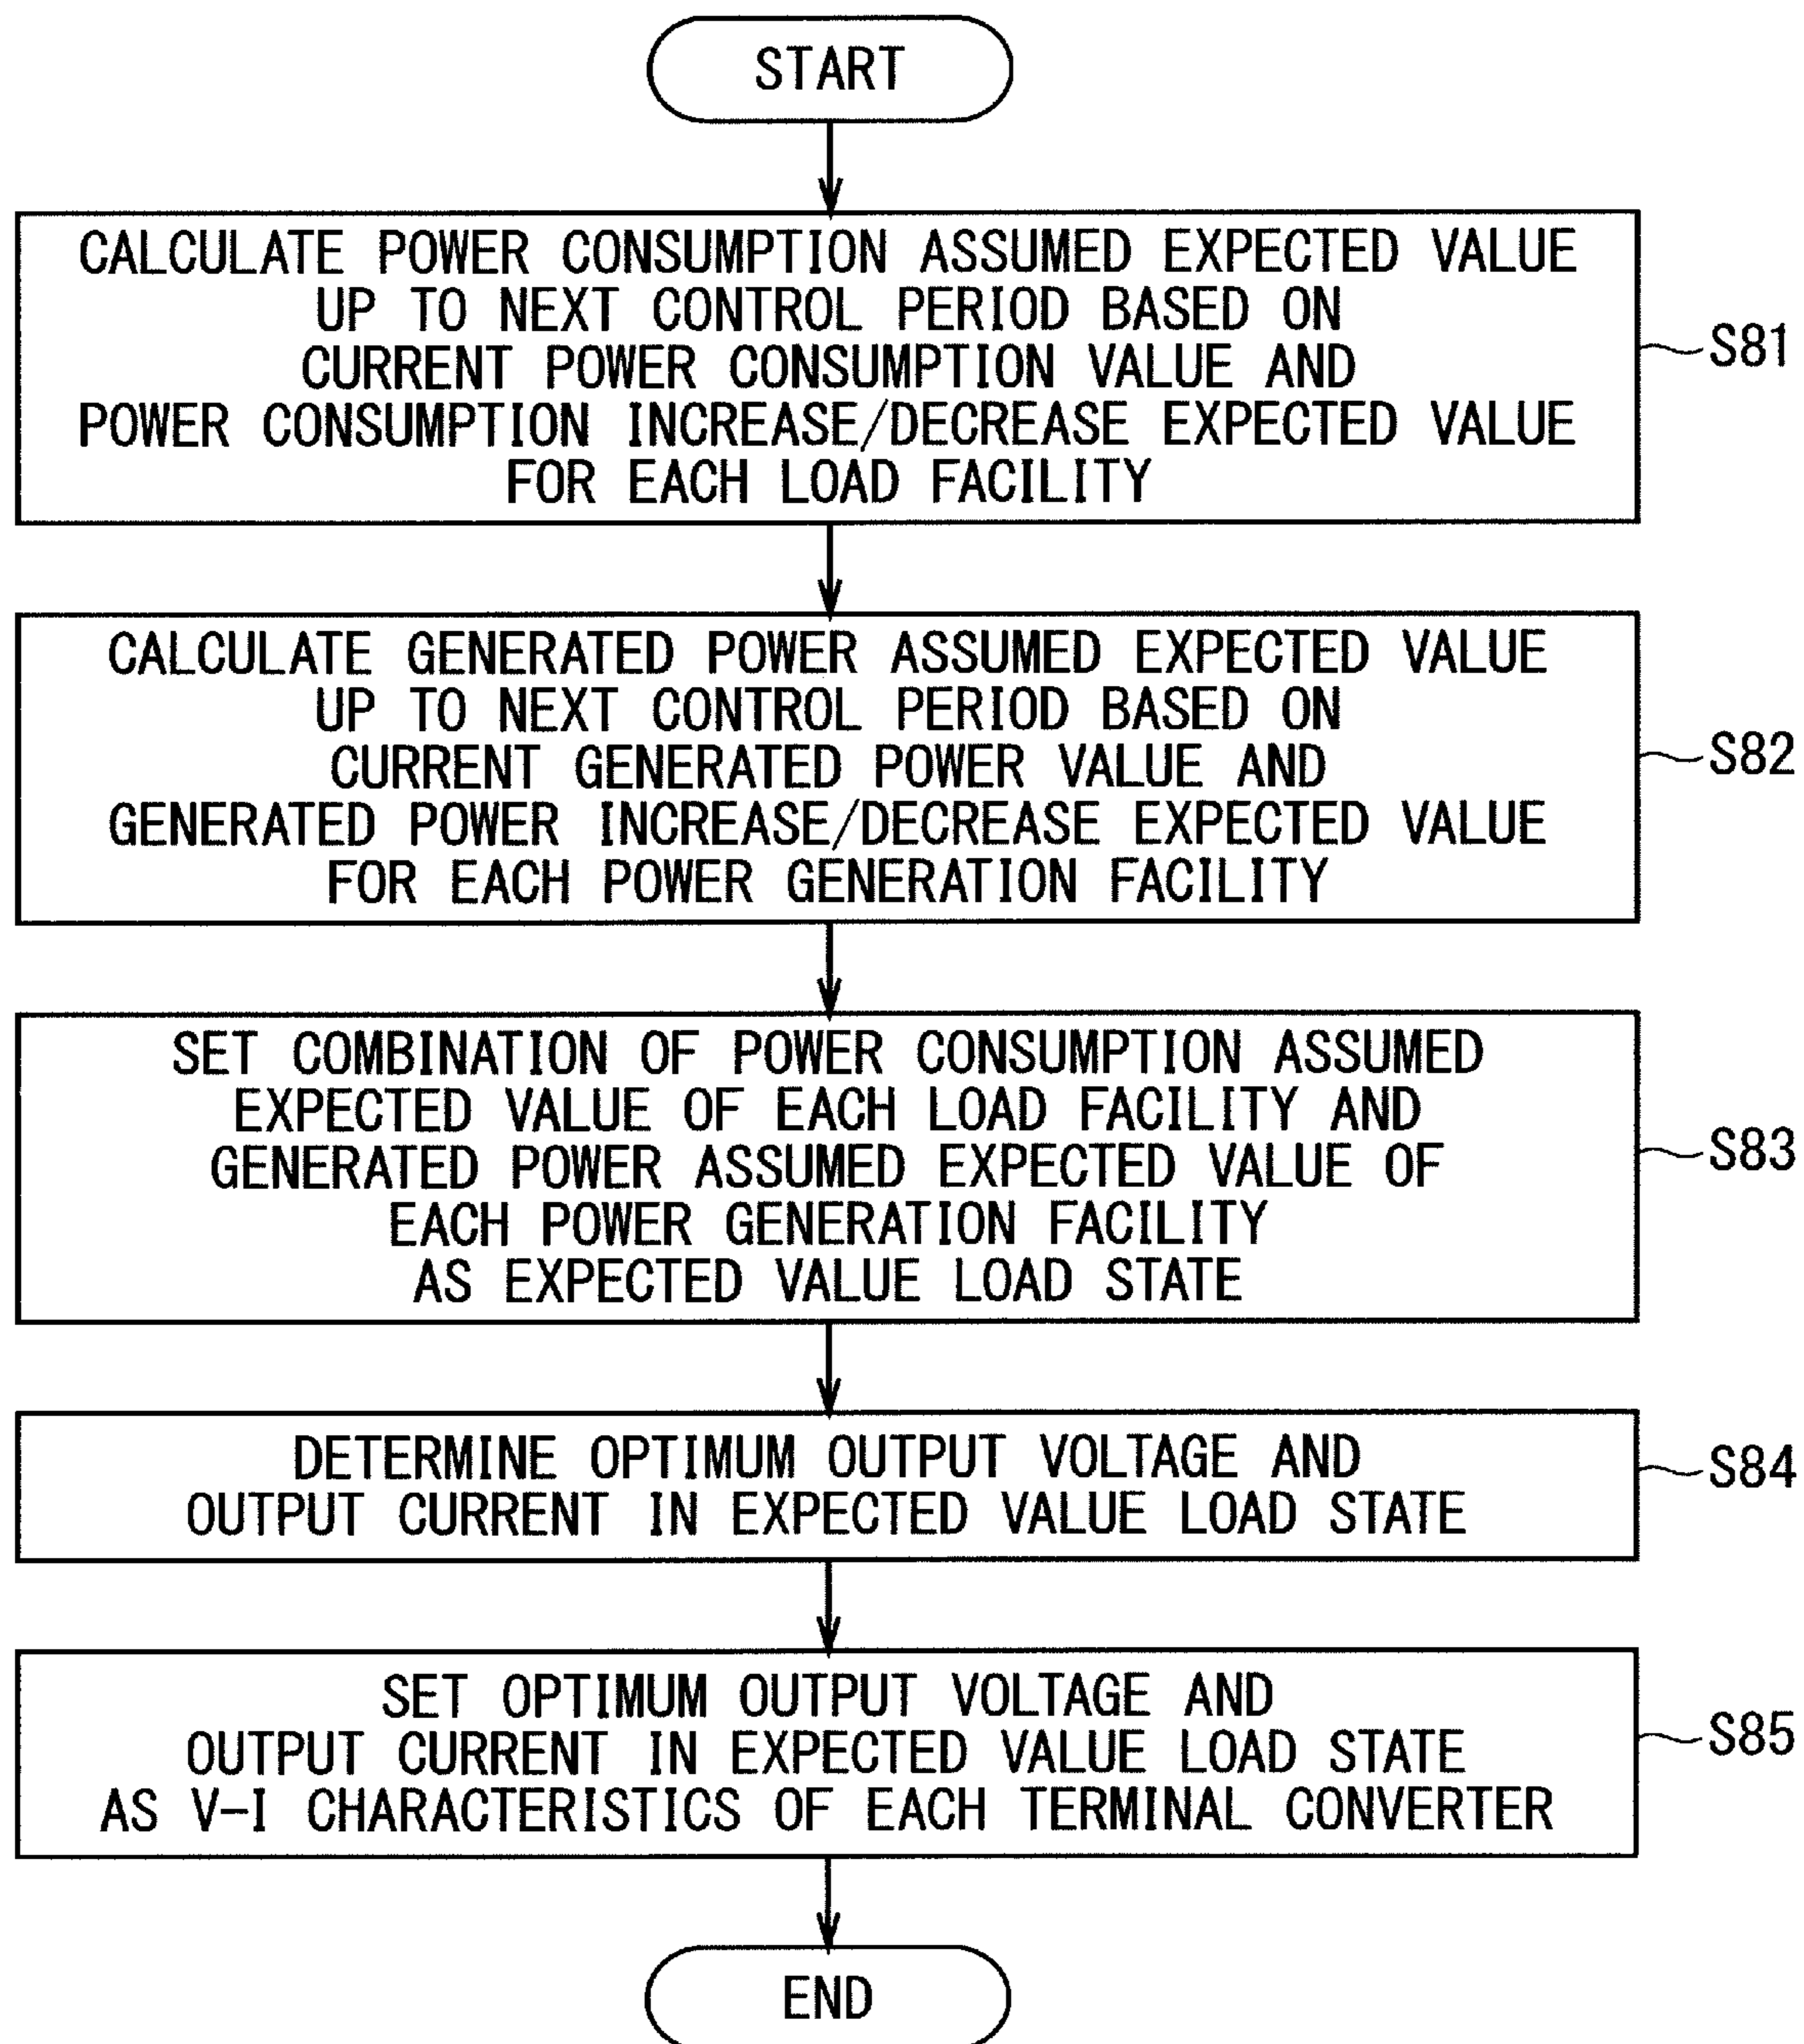 START
CALCULATE POWER CONSUMPTION ASSUMED EXPECTED VALUE
UP TO NEXT CONTROL PERIOD BASED ON
CURRENT POWER CONSUMPTION VALUE AND
POWER CONSUMPTION INCREASE/DECREASE EXPECTED VALUE
FOR EACH LOAD FACILITY
S81
CALCULATE GENERATED POWER ASSUMED EXPECTED VALUE
UP TO NEXT CONTROL PERIOD BASED ON
CURRENT GENERATED POWER VALUE AND
GENERATED POWER INCREASE/DECREASE EXPECTED VALUE
FOR EACH POWER GENERATION FACILITY
S82
SET COMBINATION OF POWER CONSUMPTION ASSUMED
EXPECTED VALUE OF EACH LOAD FACILITY AND
GENERATED POWER ASSUMED EXPECTED VALUE OF
EACH POWER GENERATION FACILITY
AS EXPECTED VALUE LOAD STATE
S83
DETERMINE OPTIMUM OUTPUT VOLTAGE AND
OUTPUT CURRENT IN EXPECTED VALUE LOAD STATE
S84
SET OPTIMUM OUTPUT VOLTAGE AND
OUTPUT CURRENT IN EXPECTED VALUE LOAD STATE
AS V-I CHARACTERISTICS OF EACH TERMINAL CONVERTER
S85
END